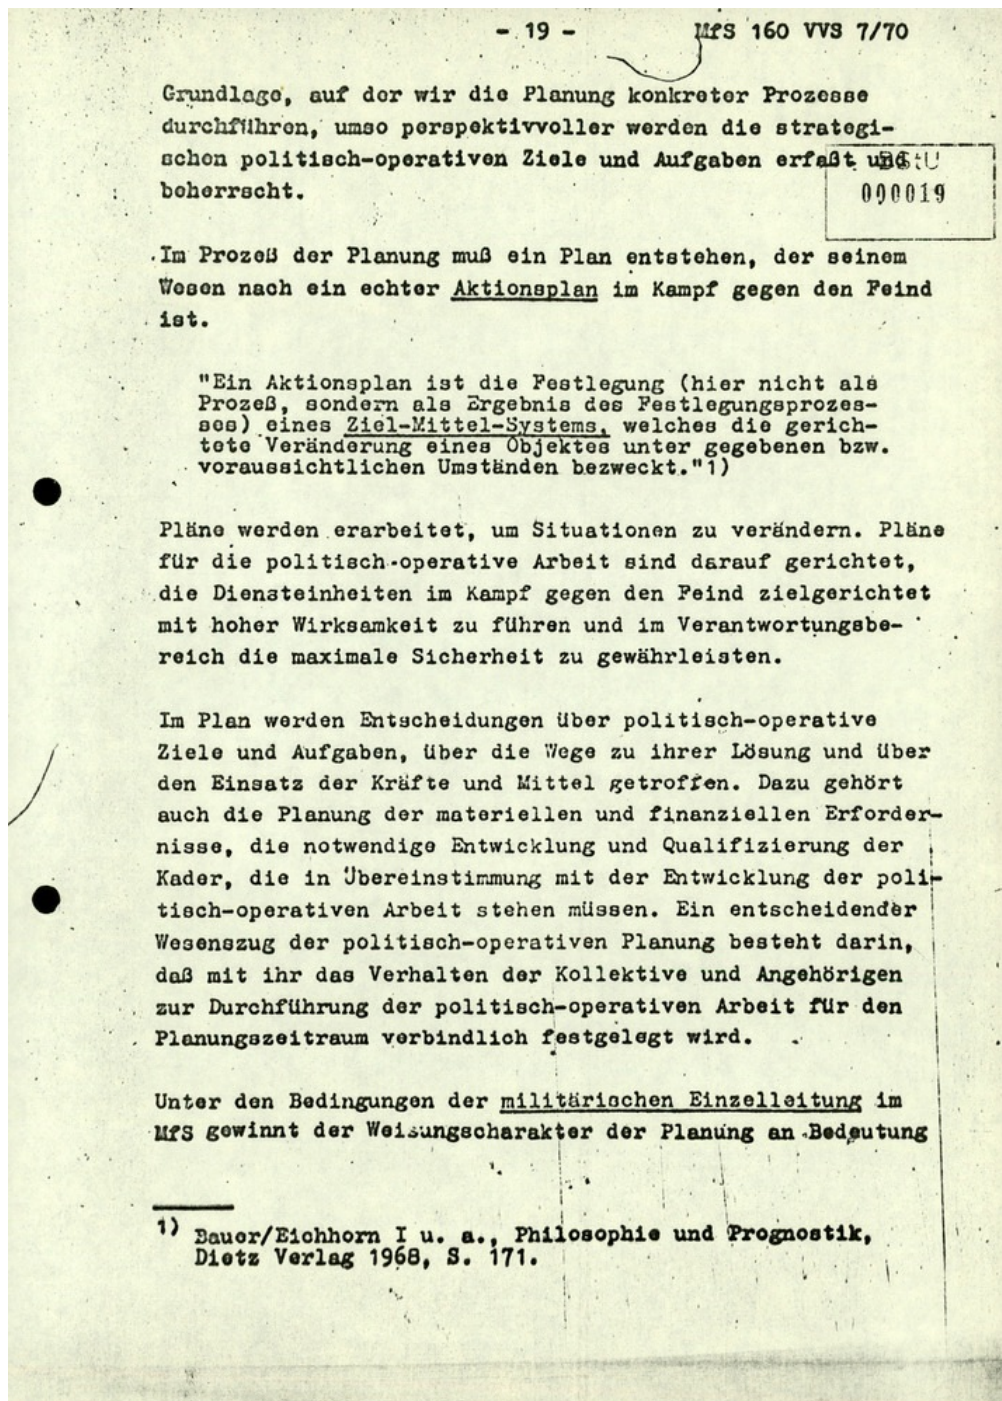 - 19 -
MfS 160 VVS 7/70
Grundlage, auf der wir die Planung konkreter Prozesse
durchführen, umso perspektivvoller werden die strategi-
schen politisch-operativen Ziele und Aufgaben erfaßt und
BStU
beherrscht.
000019
Im Prozeß der Planung muß ein Plan entstehen, der seinem
Wesen nach ein echter Aktionsplan im Kampf gegen den Feind
ist.
"Ein Aktionsplan ist die Festlegung (hier nicht als
Prozeß, sondern als Ergebnis des Festlegungsprozes-
ses) eines Ziel-Mittel-Systems, welches die gerich-
tete Veränderung eines Objektes unter gegebenen bzw.
voraussichtlichen Umständen bezweckt."1)
Pläne werden erarbeitet, um Situationen zu verändern. Pläne
für die politisch-operative Arbeit sind darauf gerichtet,
die Diensteinheiten im Kampf gegen den Feind zielgerichtet
mit hoher Wirksamkeit zu führen und im Verantwortungsbe-
reich die maximale Sicherheit zu gewährleisten.
Im Plan werden Entscheidungen über politisch-operative
Ziele und Aufgaben, über die Wege zu ihrer Lösung und über
den Einsatz der Kräfte und Mittel getroffen. Dazu gehört
auch die Planung der materiellen und finanziellen Erforder-
nisse, die notwendige Entwicklung und Qualifizierung der
Kader, die in Übereinstimmung mit der Entwicklung der poli-
tisch-operativen Arbeit stehen müssen. Ein entscheidender
Wesenszug der politisch-operativen Planung besteht darin,
daß mit ihr das Verhalten der Kollektive und Angehörigen
zur Durchführung der politisch-operativen Arbeit für den
Planungszeitraum verbindlich festgelegt wird.
Unter den Bedingungen der militärischen Einzelleitung im
MfS gewinnt der Weisungscharakter der Planung an Bedeutung
1) Bauer/Eichhorn I u. a., Philosophie und Prognostik,
Dietz Verlag 1968, S. 171.